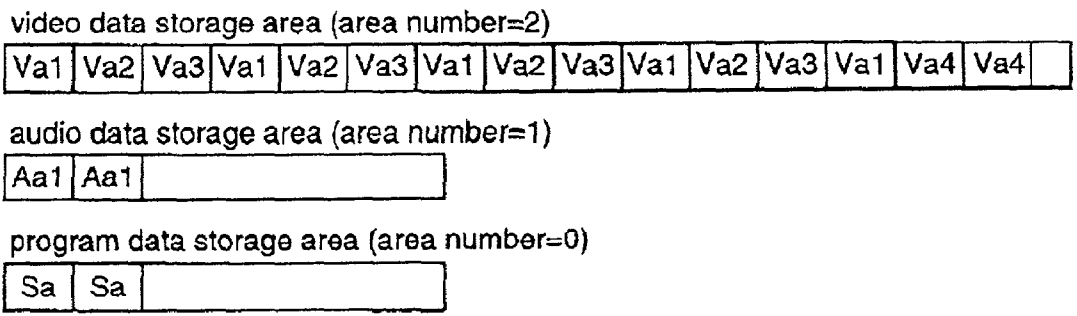 video data storage area (area number=2)
Va1 Va2 Va3 Va1 Va2 Va3 Va1 Va2 Va3 Va1 Va2 Va3 Va1 Va4 Va4
audio data storage area (area number=1)
Aa1 Aa1
program data storage area (area number=0)
Sa Sa